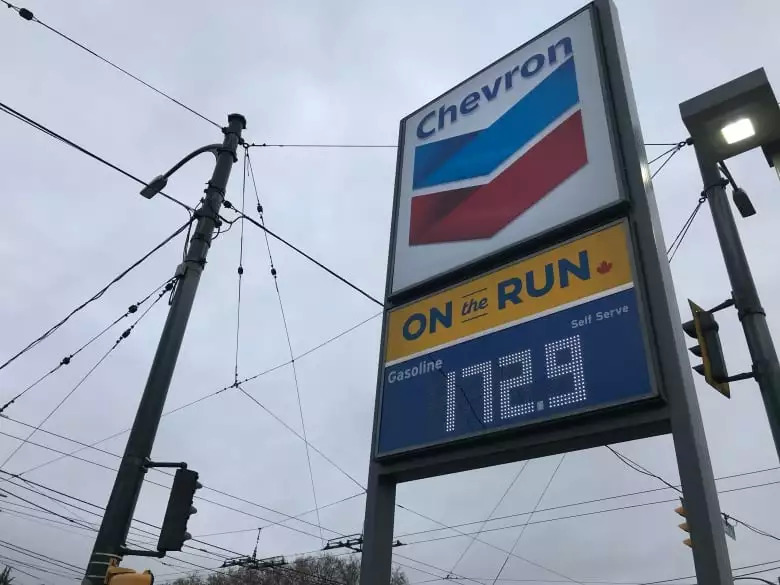 Chevron
ON the RUN
Self Serve
Gasoline
172.9